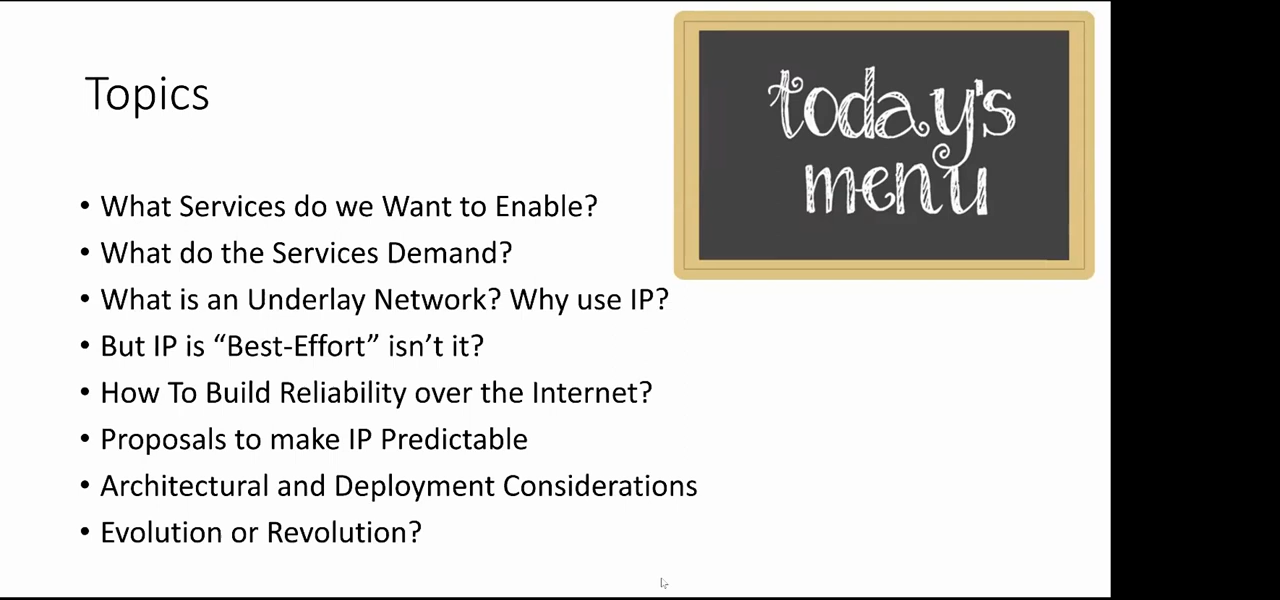 Topics
today's
menu
• What Services do we Want to Enable?
• What do the Services Demand?
• What is an Underlay Network? Why use IP?
• But IP is “Best-Effort” isn’t it?
• How To Build Reliability over the Internet?
• Proposals to make IP Predictable
• Architectural and Deployment Considerations
• Evolution or Revolution?